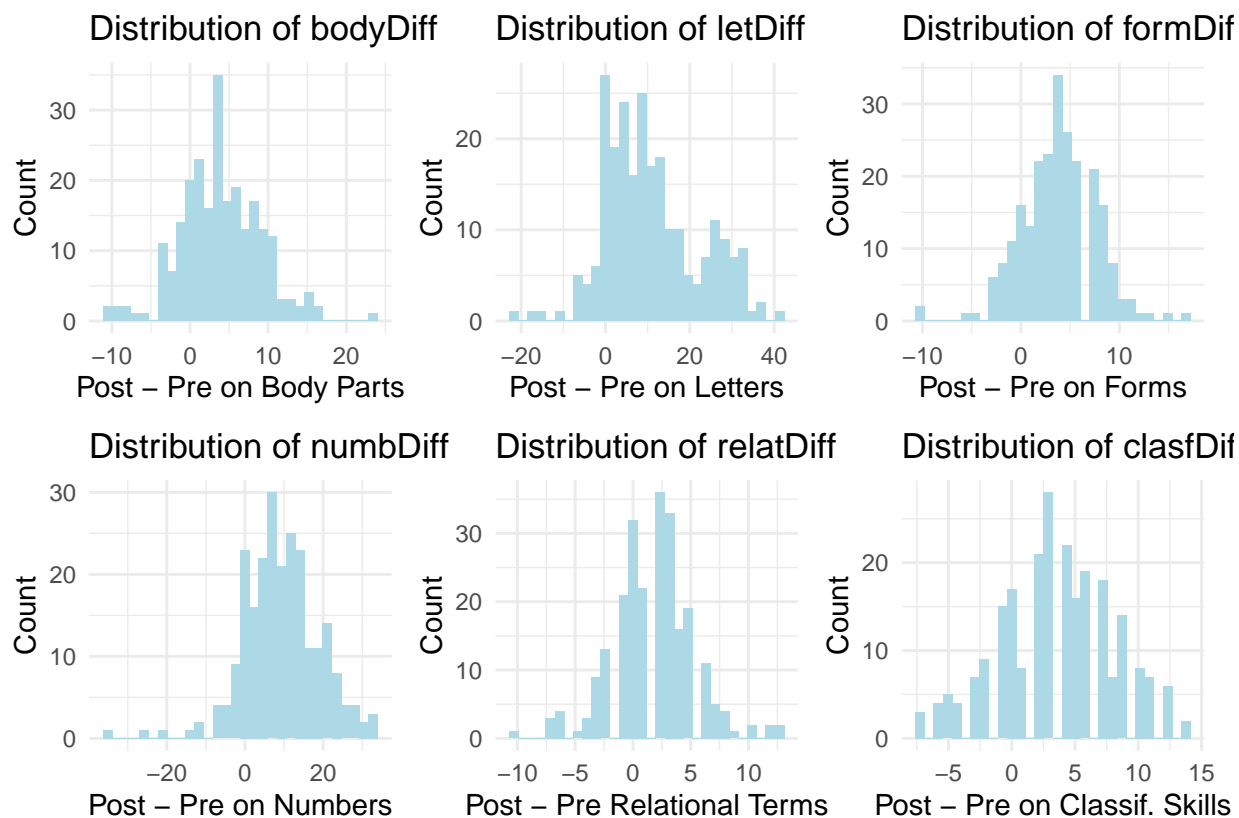 Distribution of bodyDiff
Count
30
20
10
0
−10 0 10 20
Post − Pre on Body Parts
Distribution of letDiff
Count
20
10
0
−20 0 20 40
Post − Pre on Letters
Distribution of formDif
Count
30
20
10
0
−10 0 10
Post − Pre on Forms
Distribution of numbDiff
Count
30
20
10
0
−20 0 20
Post − Pre on Numbers
Distribution of relatDiff
Count
30
20
10
0
−10 −5 0 5 10
Post − Pre Relational Terms
Distribution of clasfDif
Count
20
10
0
−5 0 5 10 15
Post − Pre on Classif. Skills